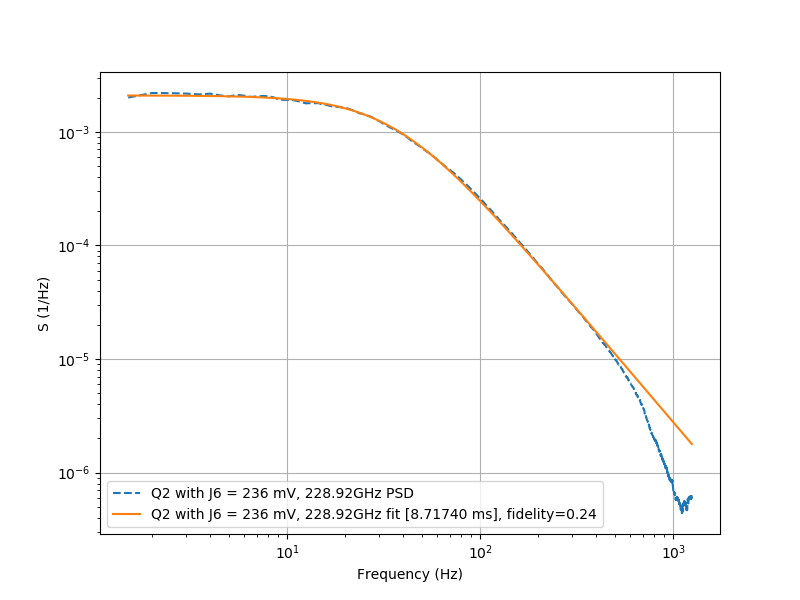 10⁻³
10⁻⁴
10⁻⁵
10⁻⁶
S (1/Hz)
Q2 with J6 = 236 mV, 228.92GHz PSD
Q2 with J6 = 236 mV, 228.92GHz fit [8.71740 ms], fidelity=0.24
10¹ 10² 10³
Frequency (Hz)